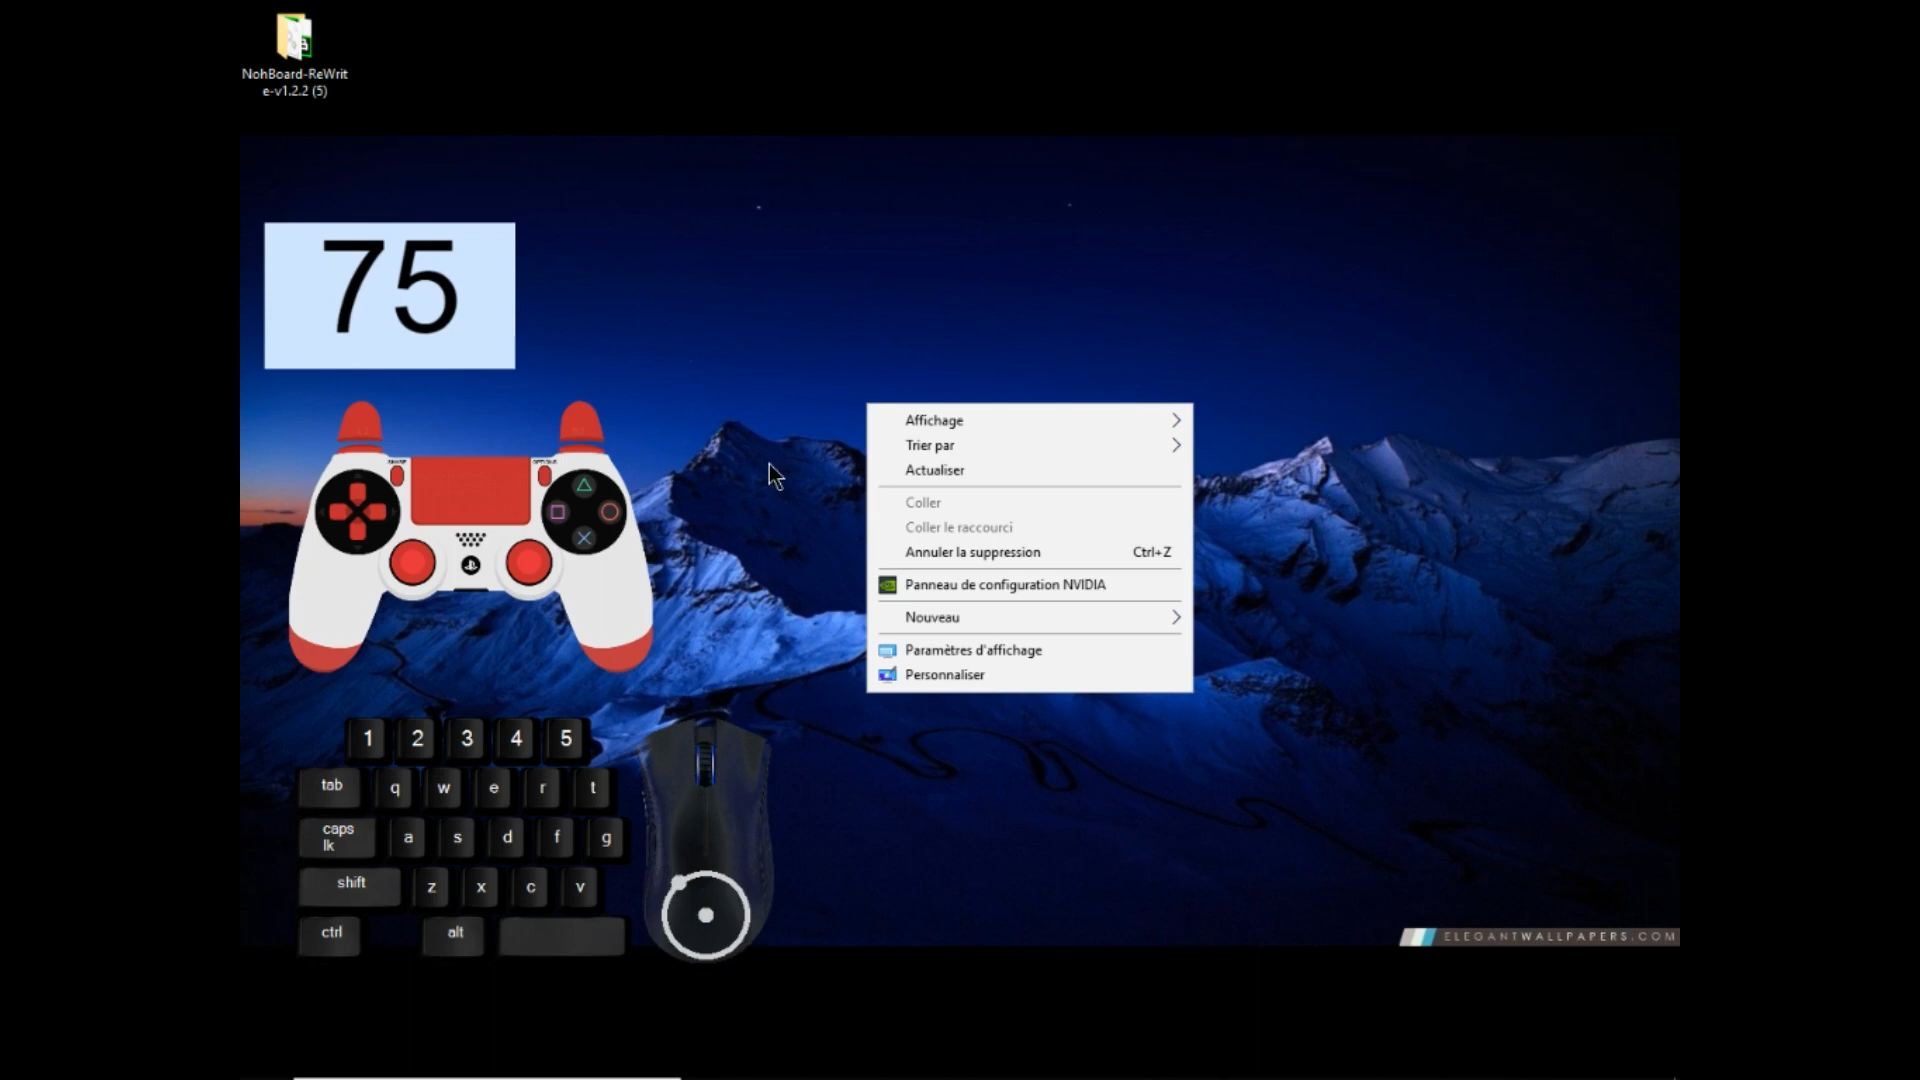 NohBoard-ReWrit
e-v1.2.2 (5)
75
Affichage
Trier par
Actualiser
Coller
Coller le raccourci
Annuler la suppression Ctrl+Z
Panneau de configuration NVIDIA
Nouveau
Paramètres d'affichage
Personnaliser
SHARE
OPTIONS
1 2 3 4 5
tab q w e r t
caps
lk
a s d f g
shift z x c v
ctrl alt
ELEGANTWALLPAPERS.COM